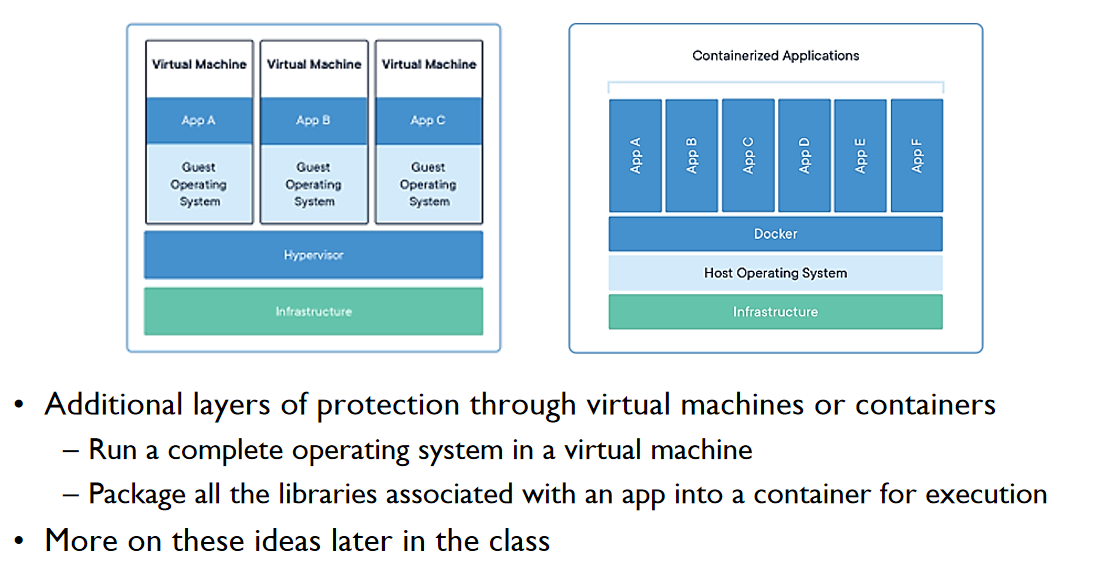 Virtual Machine
App A
Guest
Operating
System
Virtual Machine
App B
Guest
Operating
System
Virtual Machine
App C
Guest
Operating
System
Hypervisor
Infrastructure
Containerized Applications
App A
App B
App C
App D
App E
App F
Docker
Host Operating System
Infrastructure
• Additional layers of protection through virtual machines or containers
– Run a complete operating system in a virtual machine
– Package all the libraries associated with an app into a container for execution
• More on these ideas later in the class